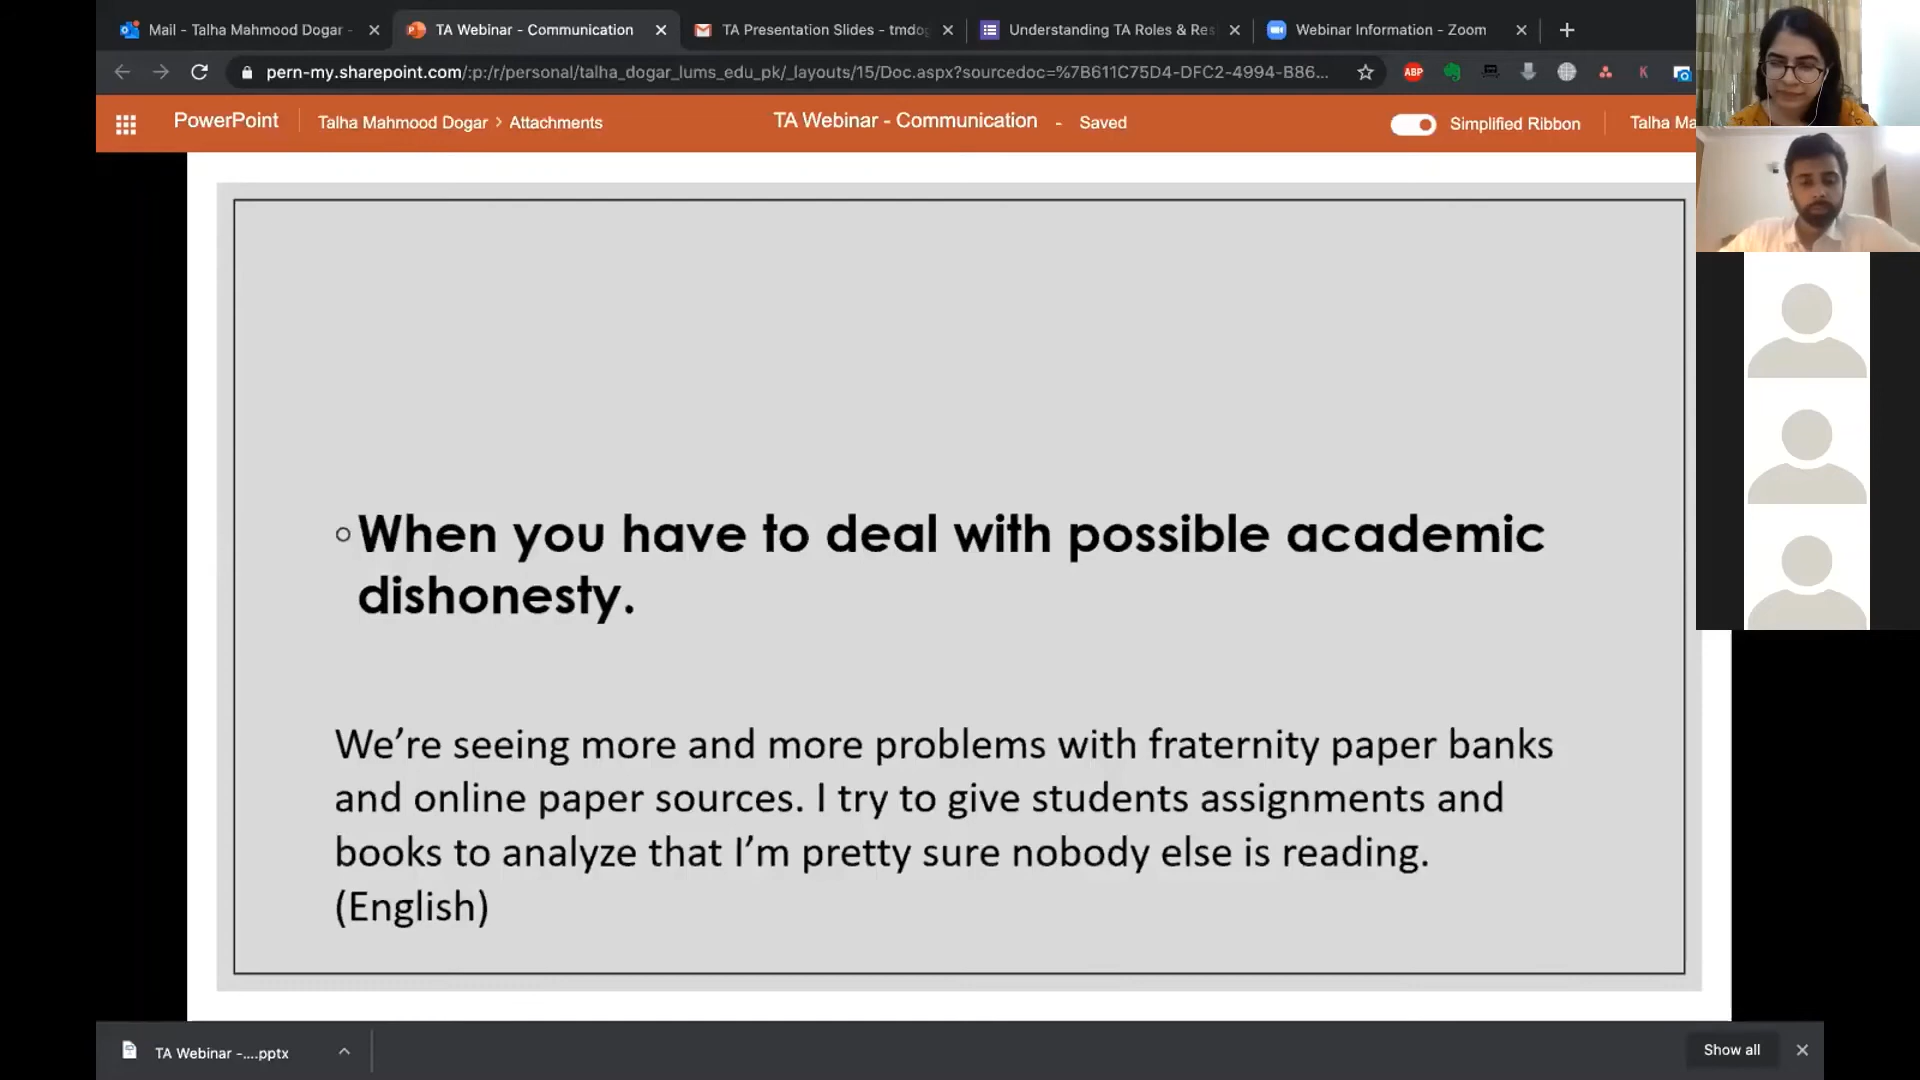 Mail - Talha Mahmood Dogar -
TA Webinar - Communication
TA Presentation Slides - tmdog
Understanding TA Roles & Res
Webinar Information - Zoom
pern-my.sharepoint.com/:p:/r/personal/talha_dogar_lums_edu_pk/_layouts/15/Doc.aspx?sourcedoc=%7B611C75D4-DFC2-4994-B86...
ABP
K
PowerPoint
Talha Mahmood Dogar > Attachments
TA Webinar - Communication - Saved
Simplified Ribbon
Talha Ma
When you have to deal with possible academic
dishonesty.
We're seeing more and more problems with fraternity paper banks
and online paper sources. I try to give students assignments and
books to analyze that I'm pretty sure nobody else is reading.
(English)
TA Webinar -....pptx
Show all